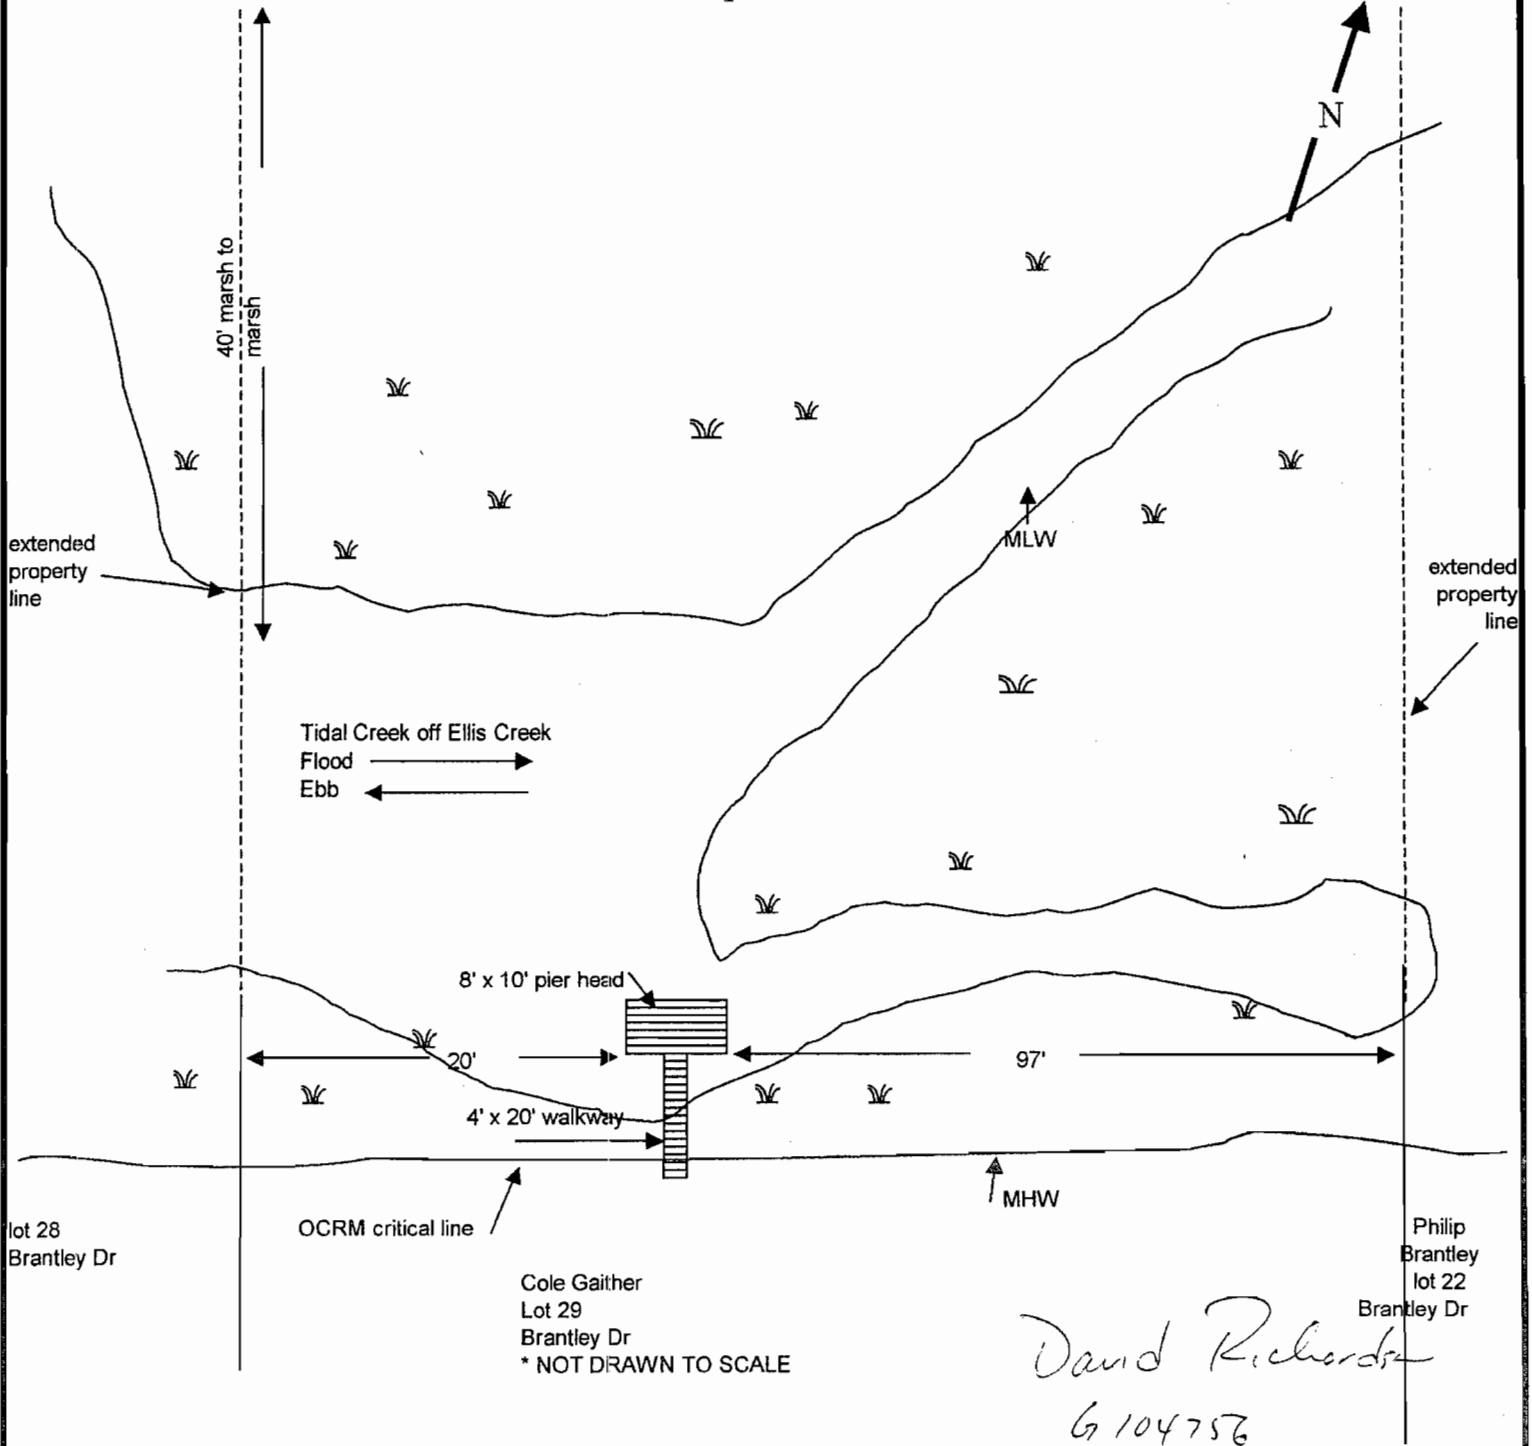 N
40' marsh to
marsh
extended
property
line
MLW
extended
property
line
Tidal Creek off Ellis Creek
Flood
Ebb
8' x 10' pier head
20'
97'
4' x 20' walkway
MHW
OCRM critical line
lot 28
Brantley Dr
Philip
Brantley
lot 22
Brantley Dr
Cole Gaither
Lot 29
Brantley Dr
* NOT DRAWN TO SCALE
David Richardson
G 104756